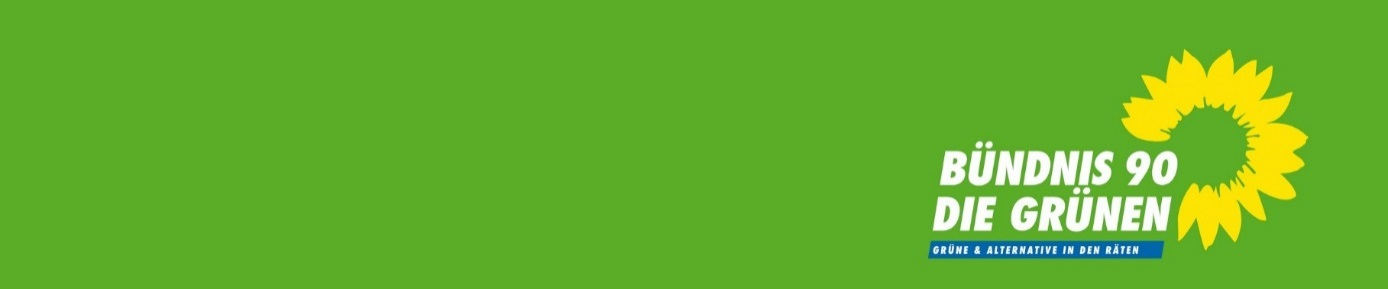 BÜNDNIS 90
DIE GRÜNEN
GRÜNE & ALTERNATIVE IN DEN RÄTEN